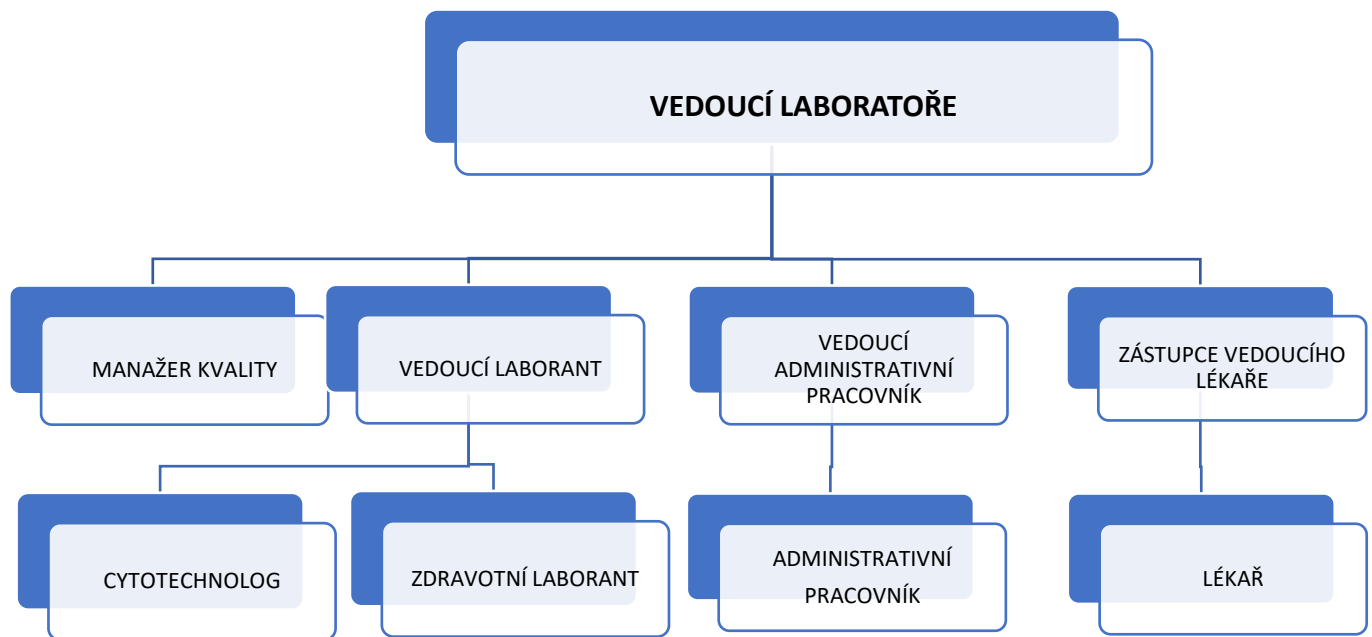 VEDOUCÍ LABORATOŘE
MANAŽER KVALITY
VEDOUCÍ LABORANT
VEDOUCÍ
ADMINISTRATIVNÍ
PRACOVNÍK
ZÁSTUPCE VEDOUCÍHO
LÉKAŘE
CYTOTECHNOLOG
ZDRAVOTNÍ LABORANT
ADMINISTRATIVNÍ
PRACOVNÍK
LÉKAŘ